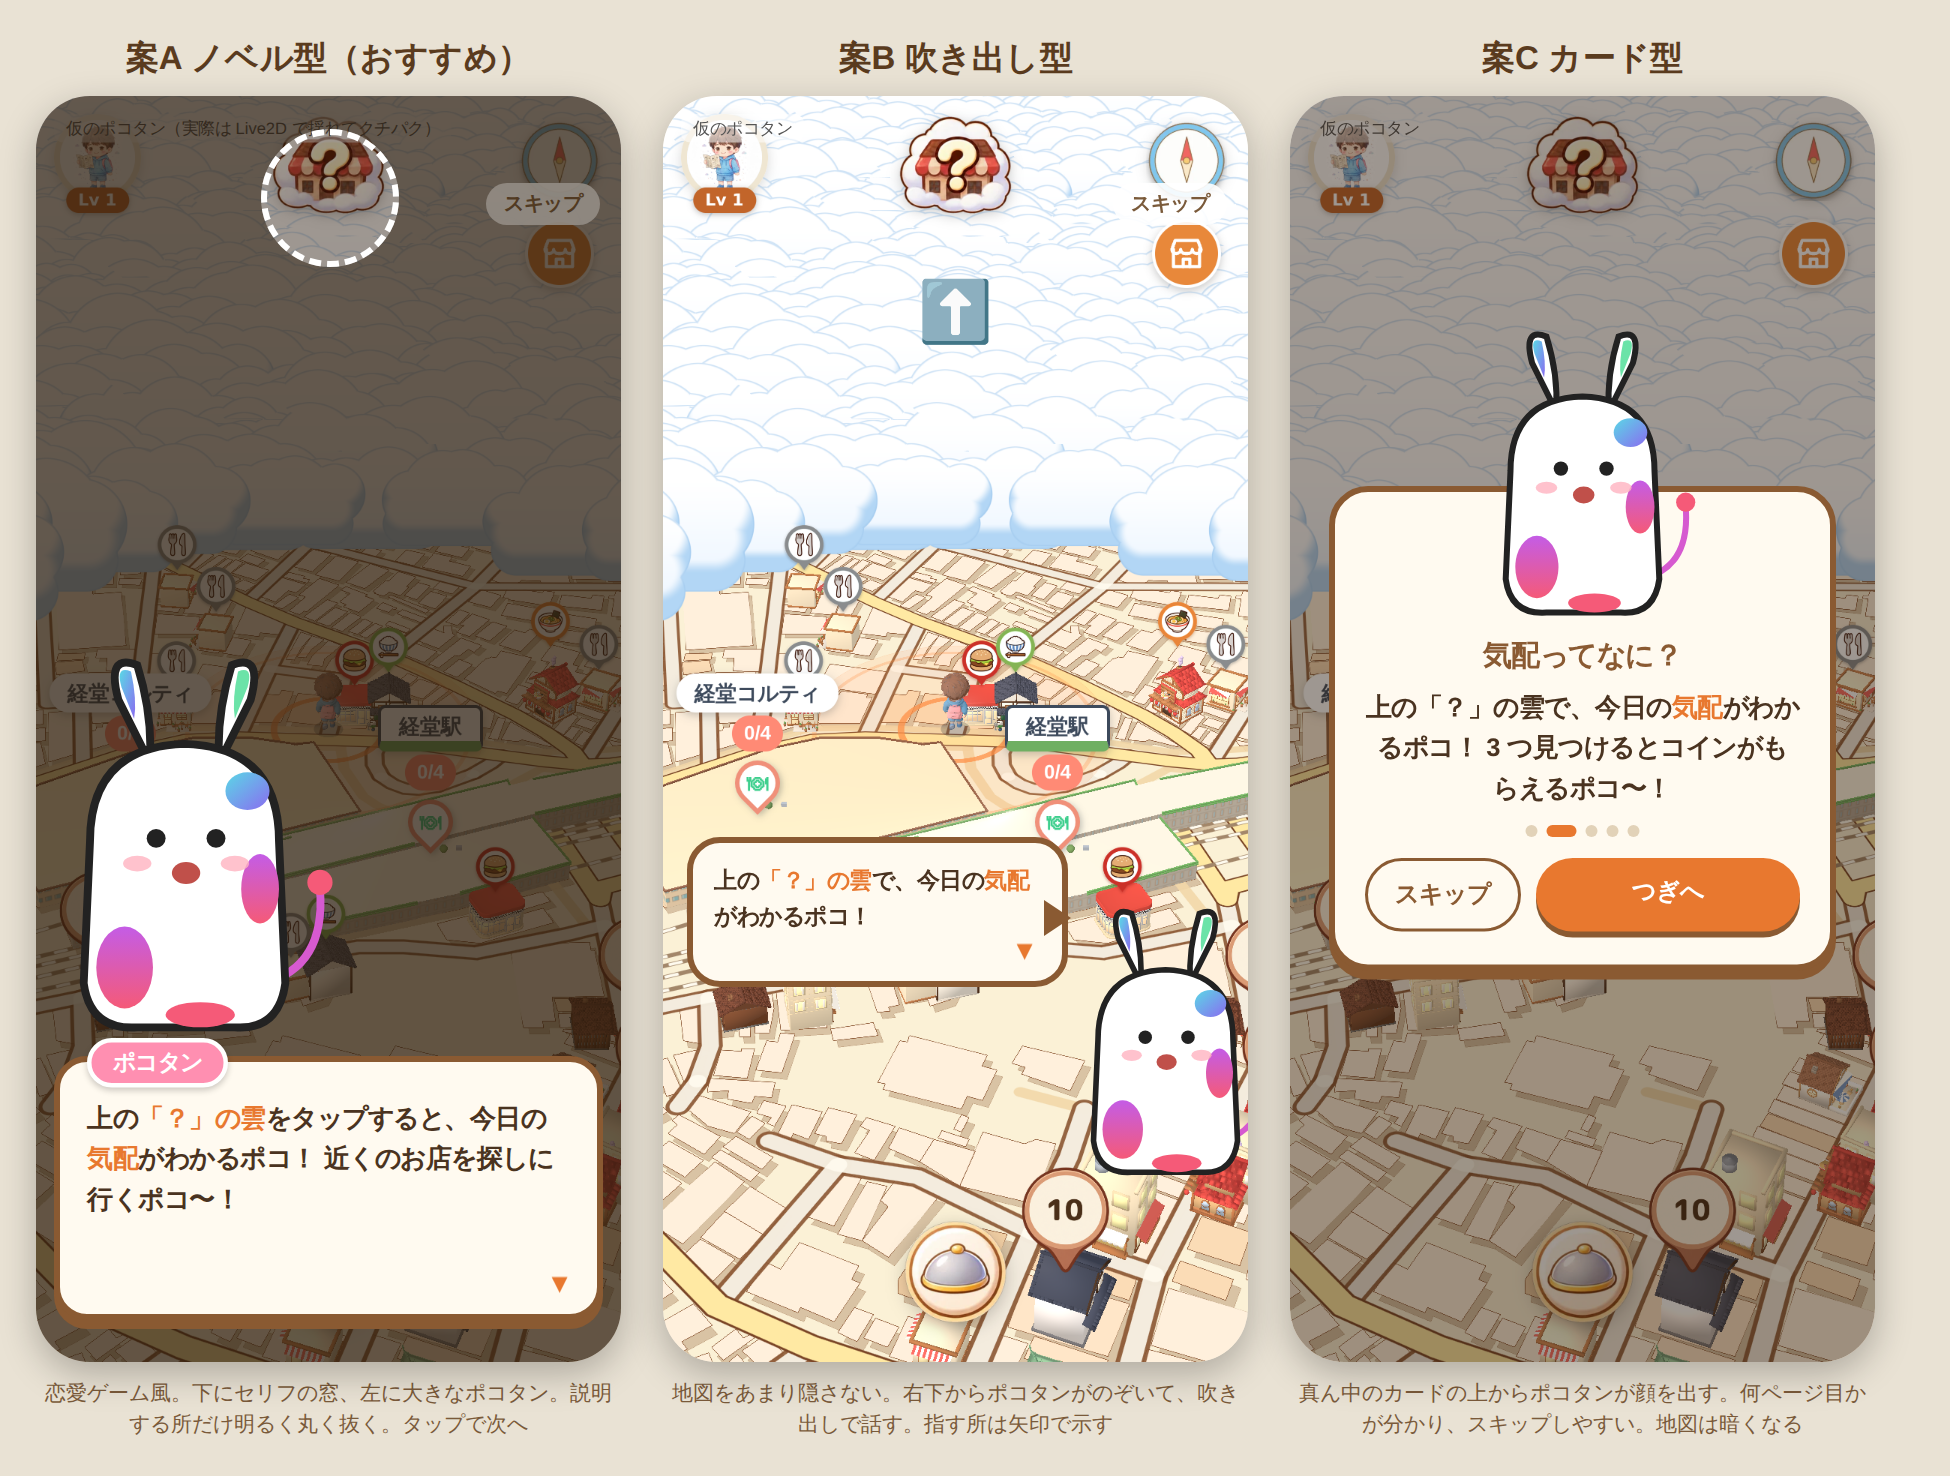 案A ノベル型（おすすめ）
仮のポコタン（実際は Live2D で揺れてクチパク）
?
Lv 1
スキップ
経堂コルティ
経堂駅
0/4
ポコタン
上の「？」の雲をタップすると、今日の
気配がわかるポコ！ 近くのお店を探しに
行くポコ〜！
▼
恋愛ゲーム風。下にセリフの窓、左に大きなポコタン。説明
する所だけ明るく丸く抜く。タップで次へ
案B 吹き出し型
仮のポコタン
?
Lv 1
スキップ
経堂コルティ
0/4
経堂駅
0/4
上の「？」の雲で、今日の気配
がわかるポコ！
▼
10
地図をあまり隠さない。右下からポコタンがのぞいて、吹き
出しで話す。指す所は矢印で示す
案C カード型
仮のポコタン
?
Lv 1
気配ってなに？
上の「？」の雲で、今日の気配がわか
るポコ！ 3 つ見つけるとコインがも
らえるポコ〜！
スキップ
つぎへ
10
真ん中のカードの上からポコタンが顔を出す。何ページ目か
が分かり、スキップしやすい。地図は暗くなる